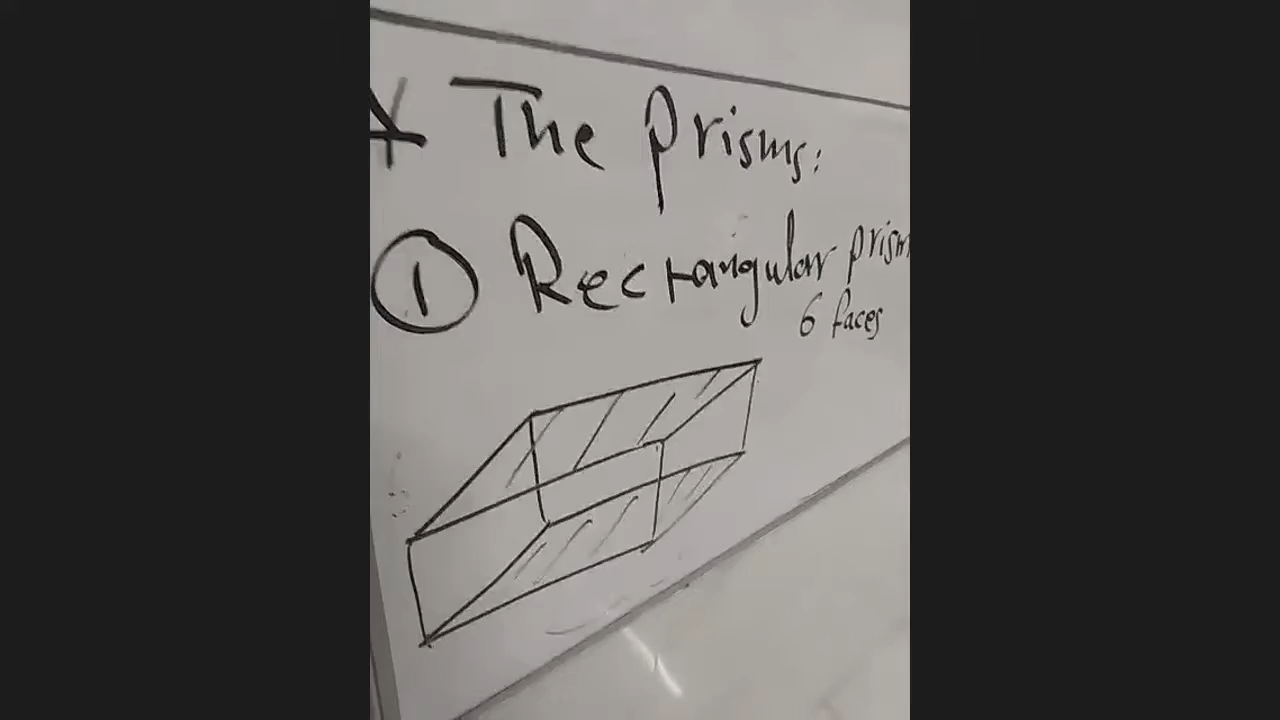 * The prisms:
① Rectangular prism
6 faces